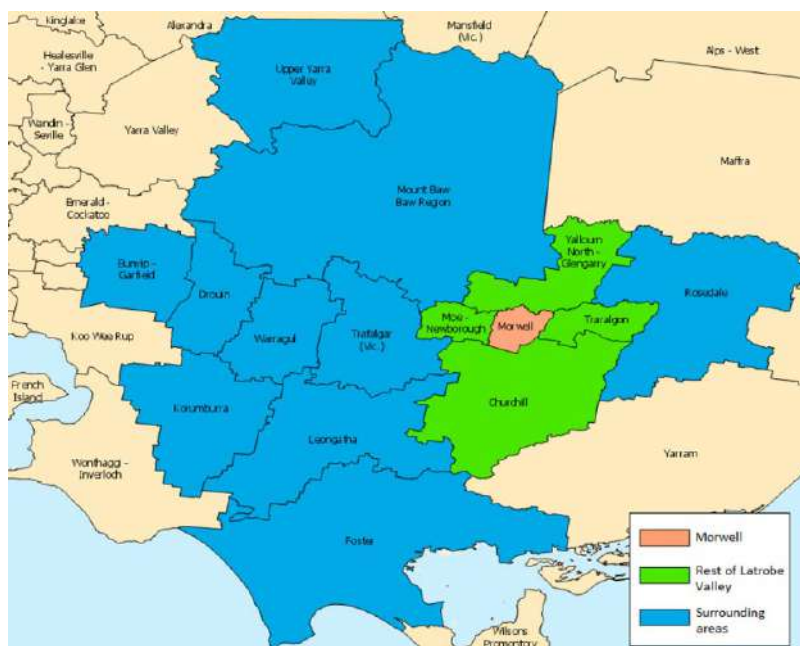 Kinglake
Alexandra
Mansfield
(Vic.)
Alps - West
Healesville
- Yarra Glen
Upper Yarra
Valley
Wandin -
Seville
Yarra Valley
Maffra
Mount Baw
Baw Region
Emerald -
Cockatoo
Yallourn
North -
Glengarry
Bunyip -
Garfield
Drouin
Rosedale
Moe -
Newborough
Morwell
Traralgon
Koo Wee Rup
Warragul
Trafalgar
(Vic.)
French
Island
Korumburra
Churchill
Leongatha
Yarram
Wonthaggi -
Inverloch
Foster
Morwell
Rest of Latrobe
Valley
Surrounding
areas
Wilsons
Promontory